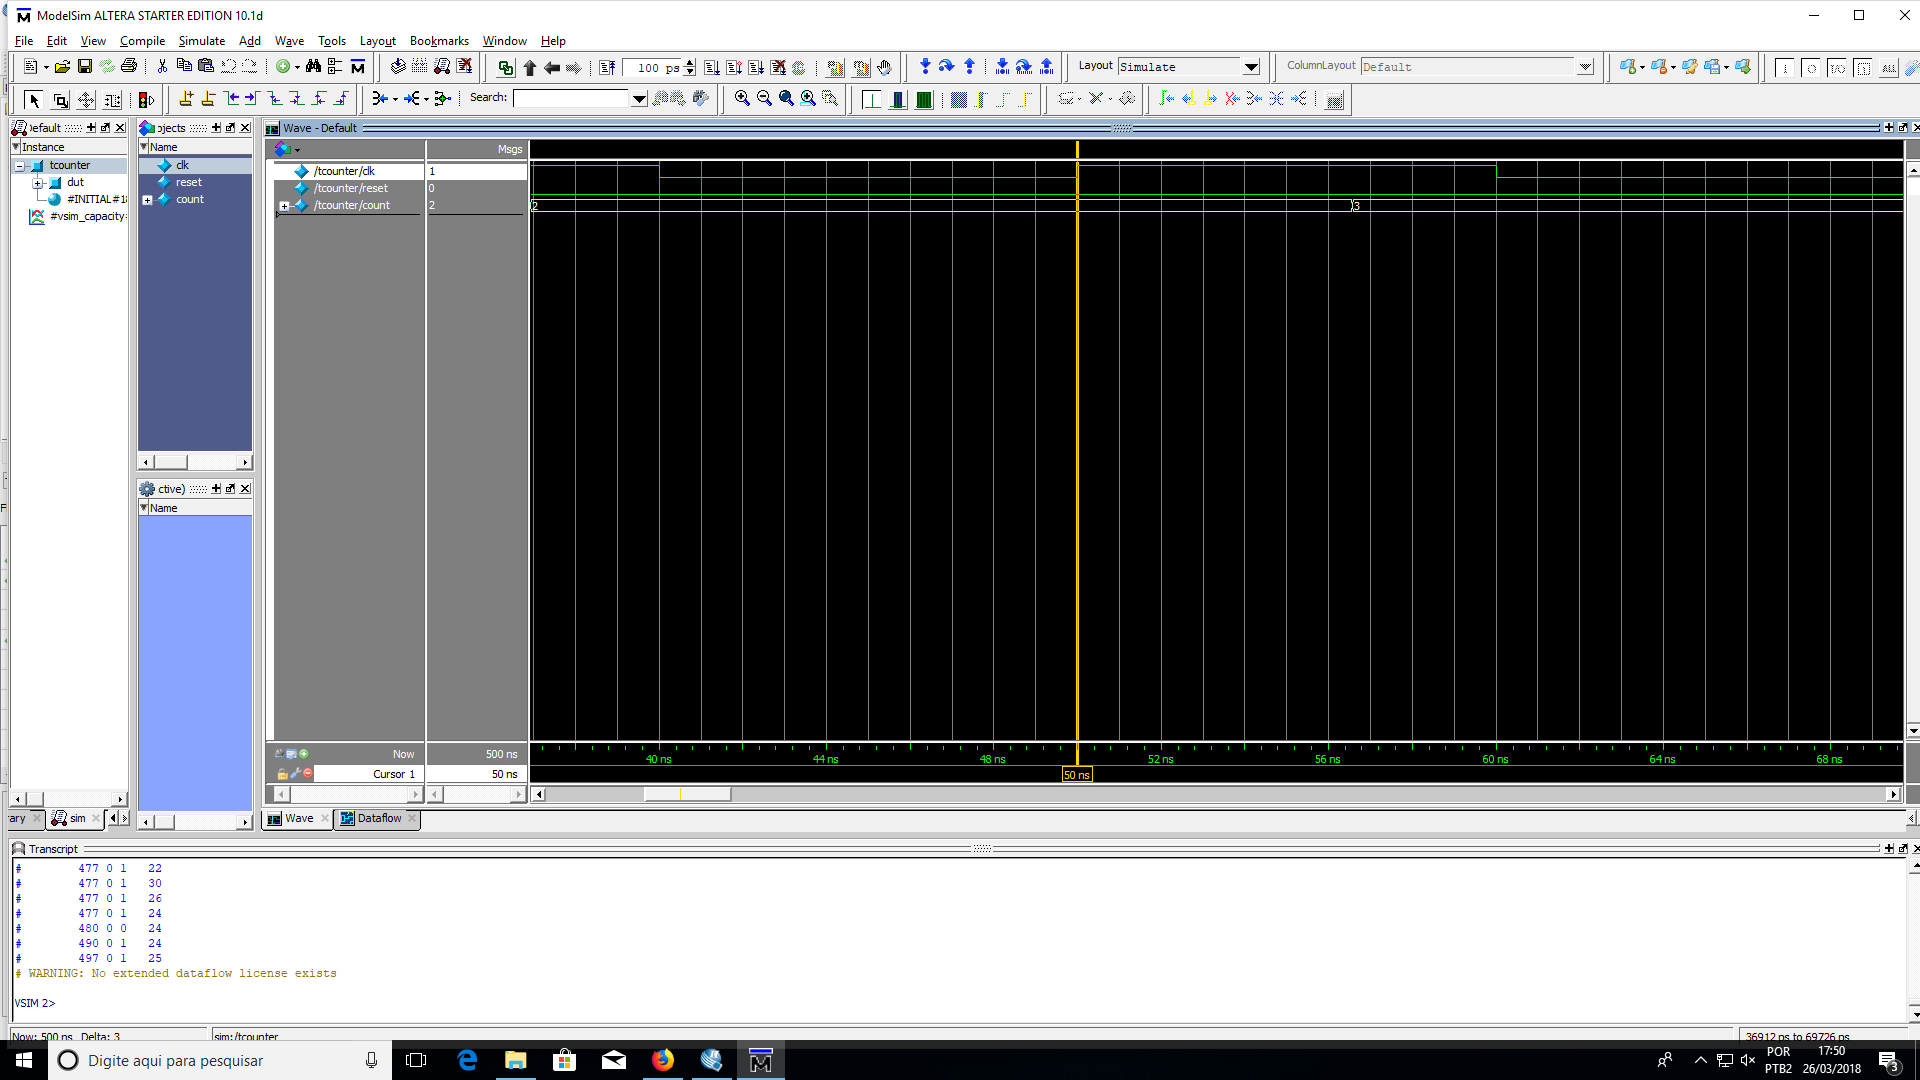 ModelSim ALTERA STARTER EDITION 10.1d
File Edit View Compile Simulate Add Wave Tools Layout Bookmarks Window Help
100 ps
Layout Simulate
ColumnLayout Default
Search:
Instance
tcounter
dut
#vsim_capacity
ojects
Name
clk
reset
count
ctive)
Name
Wave - Default
Msgs
/tcounter/clk 1
/tcounter/reset 0
/tcounter/count 2
2 3
Now 500 ns
Cursor 1 50 ns
40 ns 44 ns 48 ns 52 ns 56 ns 60 ns 64 ns 68 ns
50 ns
rary sim
Wave Dataflow
Transcript
# 477 0 1 22
# 477 0 1 30
# 477 0 1 26
# 477 0 1 24
# 480 0 0 24
# 490 0 1 24
# 497 0 1 25
# WARNING: No extended dataflow license exists
VSIM 2>
Now: 500 ns Delta: 3 sim:/tcounter 36912 ps to 69726 ps
Digite aqui para pesquisar
POR
PTB2
17:50
26/03/2018
3